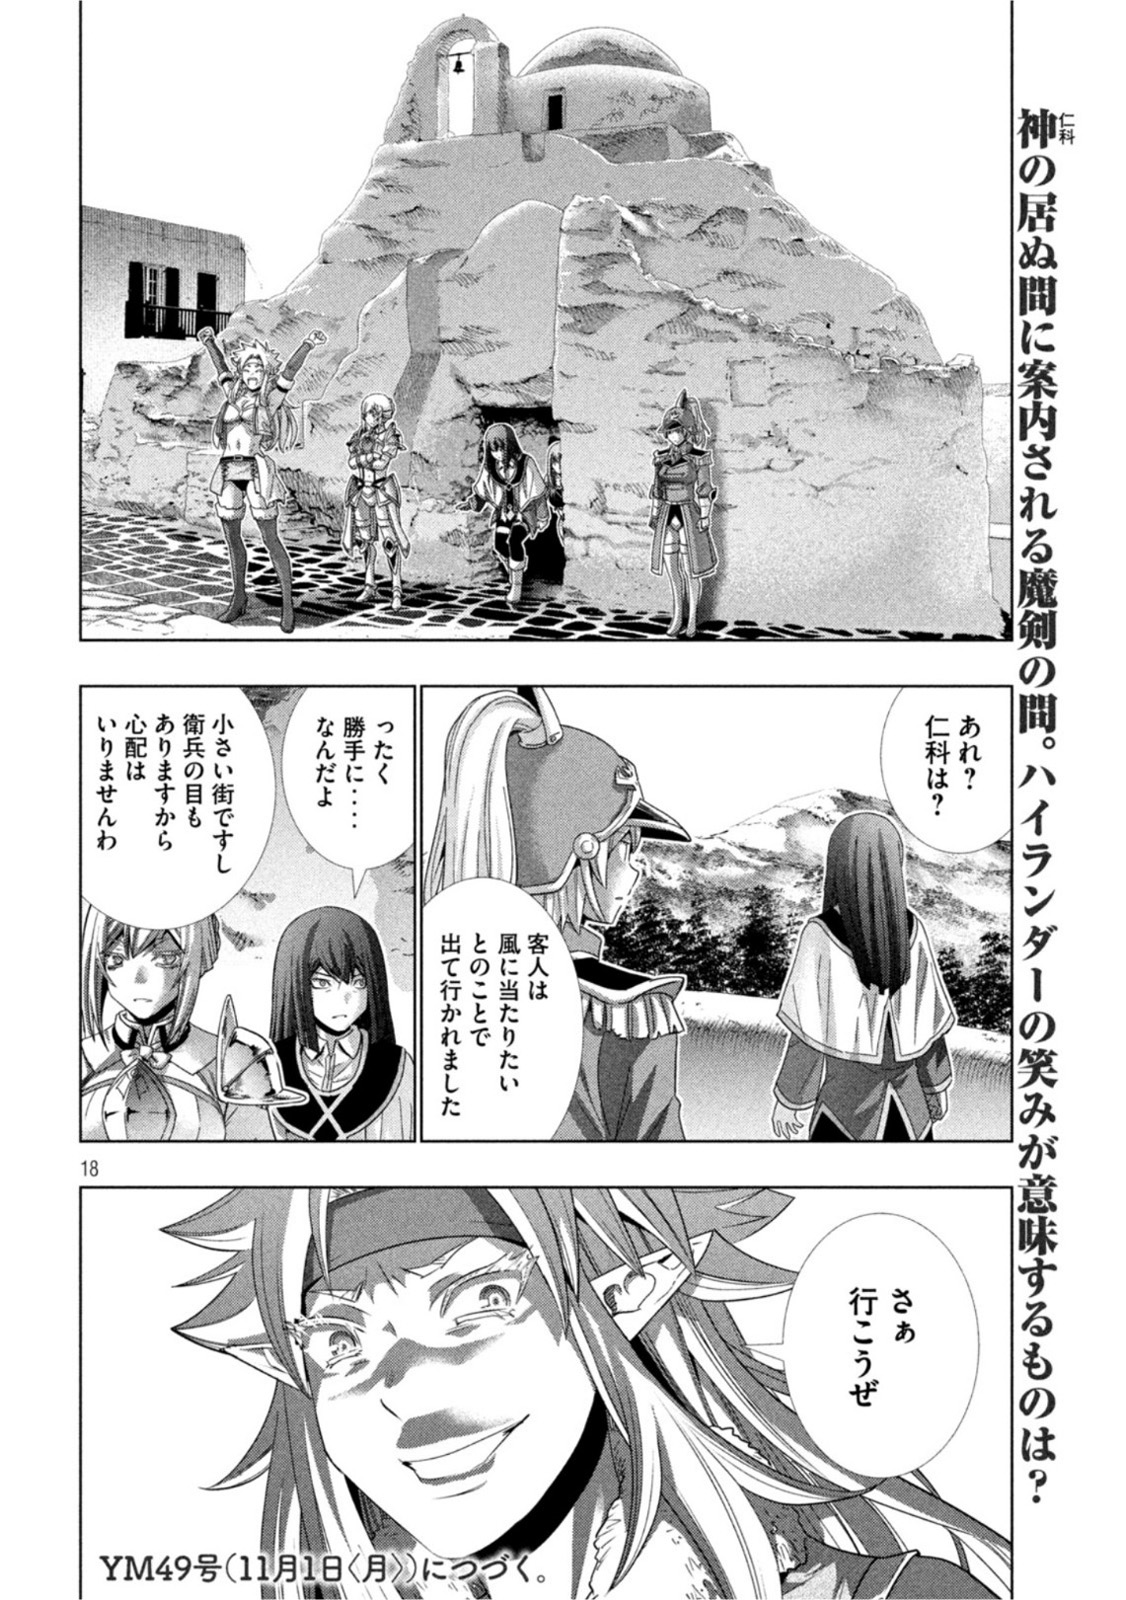 神の居ぬ間に案内される魔剣の間。ハイランダーの笑みが意味するものは？
仁科
あれ？
仁科は？
客人は
風に当たりたい
とのことで
出て行かれました
ったく
勝手に・・・・
なんだよ
小さい街ですし
衛兵の目も
ありますから
心配は
いりませんわ
18
さぁ
行こうぜ
YM49号（11月1日〈月〉）につづく。